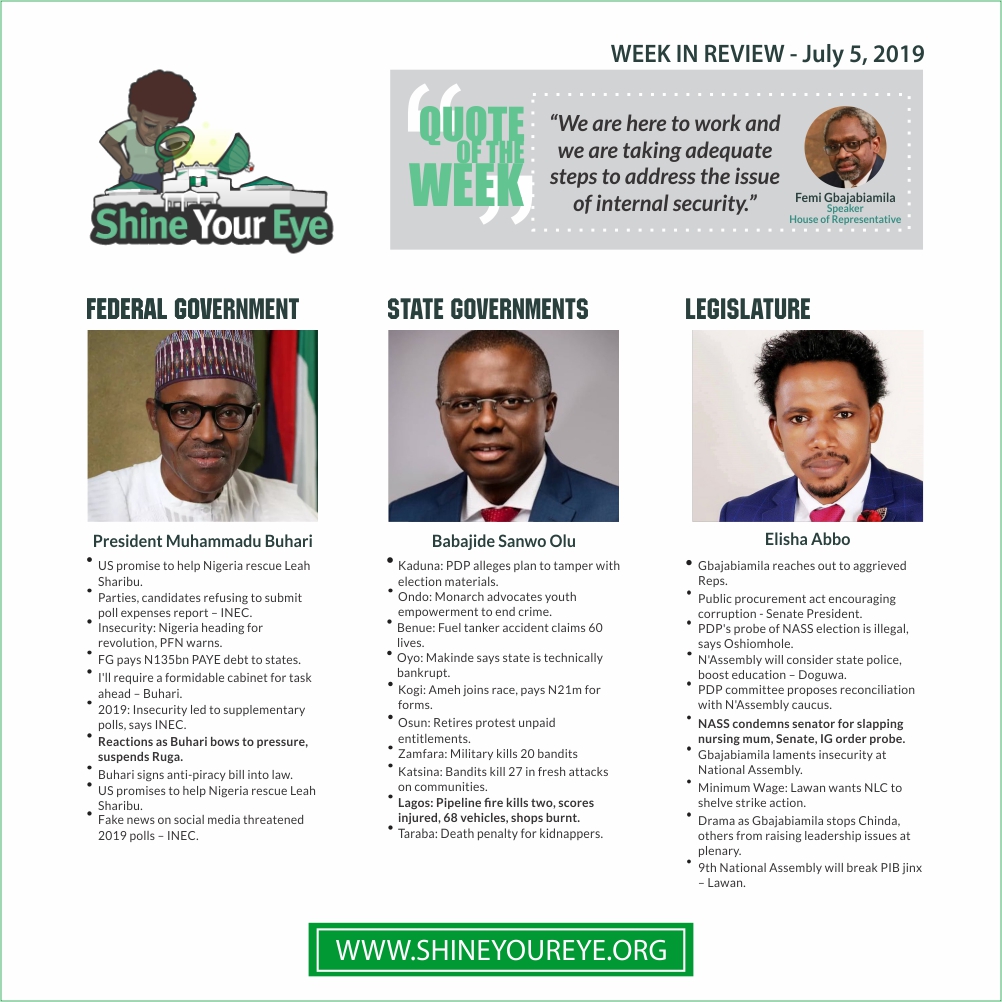 WEEK IN REVIEW - July 5, 2019
Shine Your Eye
QUOTE
OF THE
WEEK
“We are here to work and
we are taking adequate
steps to address the issue
of internal security.”
Femi Gbajabiamila
Speaker
House of Representative
FEDERAL GOVERNMENT
President Muhammadu Buhari
• US promise to help Nigeria rescue Leah
Sharibu.
• Parties, candidates refusing to submit
poll expenses report – INEC.
• Insecurity: Nigeria heading for
revolution, PFN warns.
• FG pays N135bn PAYE debt to states.
• I'll require a formidable cabinet for task
ahead – Buhari.
• 2019: Insecurity led to supplementary
polls, says INEC.
• Reactions as Buhari bows to pressure,
suspends Ruga.
• Buhari signs anti-piracy bill into law.
• US promises to help Nigeria rescue Leah
Sharibu.
• Fake news on social media threatened
2019 polls – INEC.
STATE GOVERNMENTS
Babajide Sanwo Olu
• Kaduna: PDP alleges plan to tamper with
election materials.
• Ondo: Monarch advocates youth
empowerment to end crime.
• Benue: Fuel tanker accident claims 60
lives.
• Oyo: Makinde says state is technically
bankrupt.
• Kogi: Ameh joins race, pays N21m for
forms.
• Osun: Retires protest unpaid
entitlements.
• Zamfara: Military kills 20 bandits
• Katsina: Bandits kill 27 in fresh attacks
on communities.
• Lagos: Pipeline fire kills two, scores
injured, 68 vehicles, shops burnt.
• Taraba: Death penalty for kidnappers.
LEGISLATURE
Elisha Abbo
• Gbajabiamila reaches out to aggrieved
Reps.
• Public procurement act encouraging
corruption - Senate President.
• PDP's probe of NASS election is illegal,
says Oshiomhole.
• N'Assembly will consider state police,
boost education – Doguwa.
• PDP committee proposes reconciliation
with N'Assembly caucus.
• NASS condemns senator for slapping
nursing mum, Senate, IG order probe.
• Gbajabiamila laments insecurity at
National Assembly.
• Minimum Wage: Lawan wants NLC to
shelve strike action.
• Drama as Gbajabiamila stops Chinda,
others from raising leadership issues at
plenary.
• 9th National Assembly will break PIB jinx
– Lawan.
WWW.SHINEYOUREYE.ORG